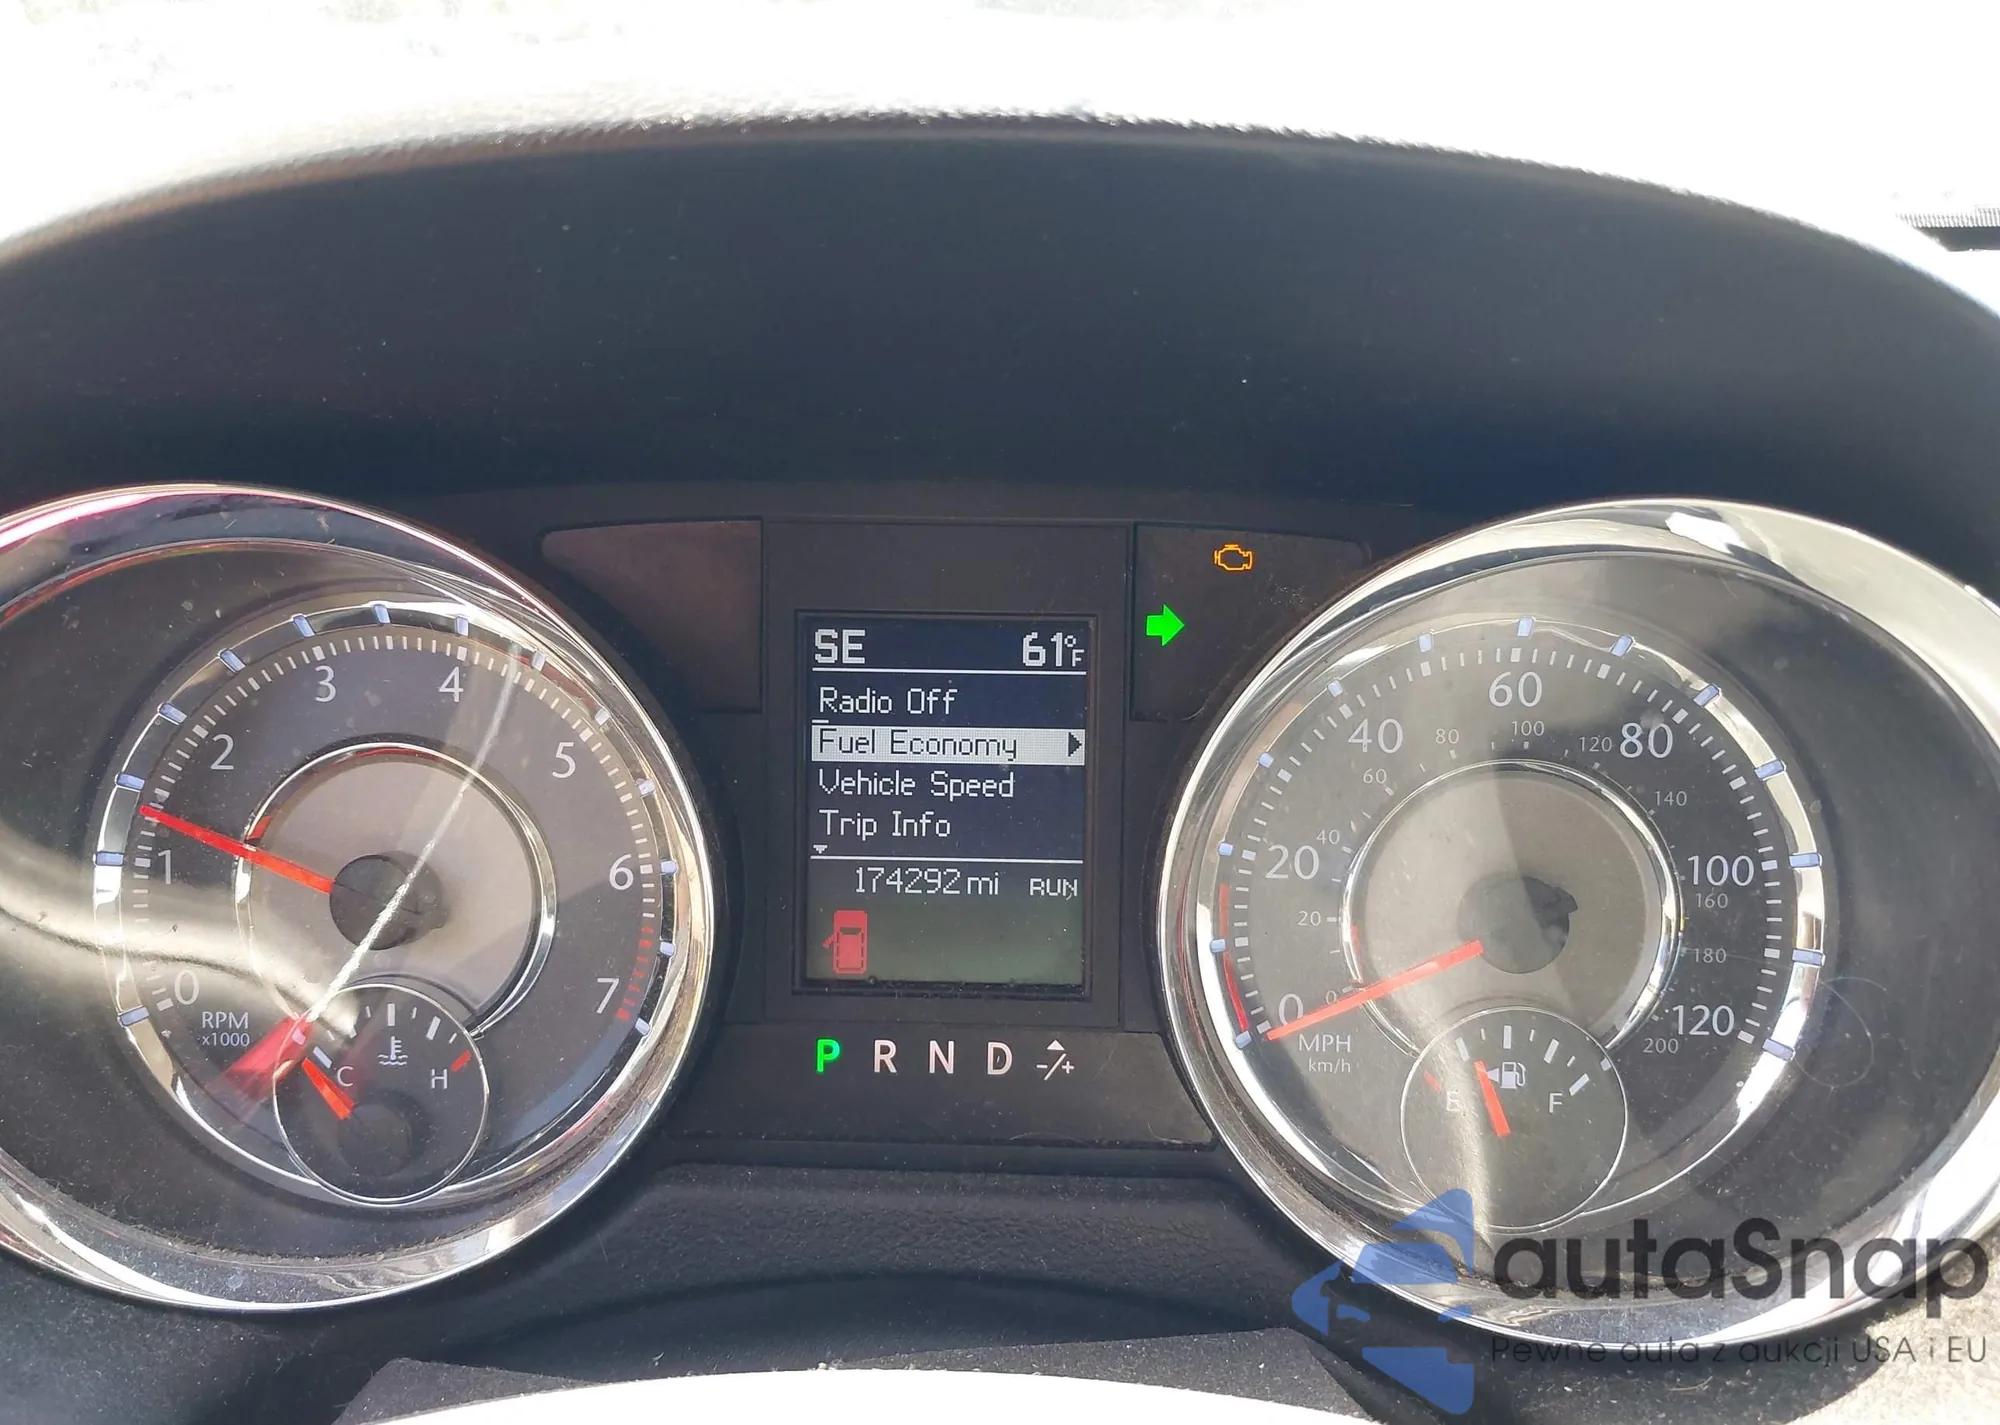 SE 61°F
Radio Off
Fuel Economy
Vehicle Speed
Trip Info
174292 mi RUN
P R N D -/+
0 1 2 3 4 5 6 7
RPM
x1000
C H
0 20 40 60 80 100 120
0 20 40 60 80 100 120 140 160 180 200
MPH
km/h
E F
autaSnap
Pewne auta z aukcji USA i EU